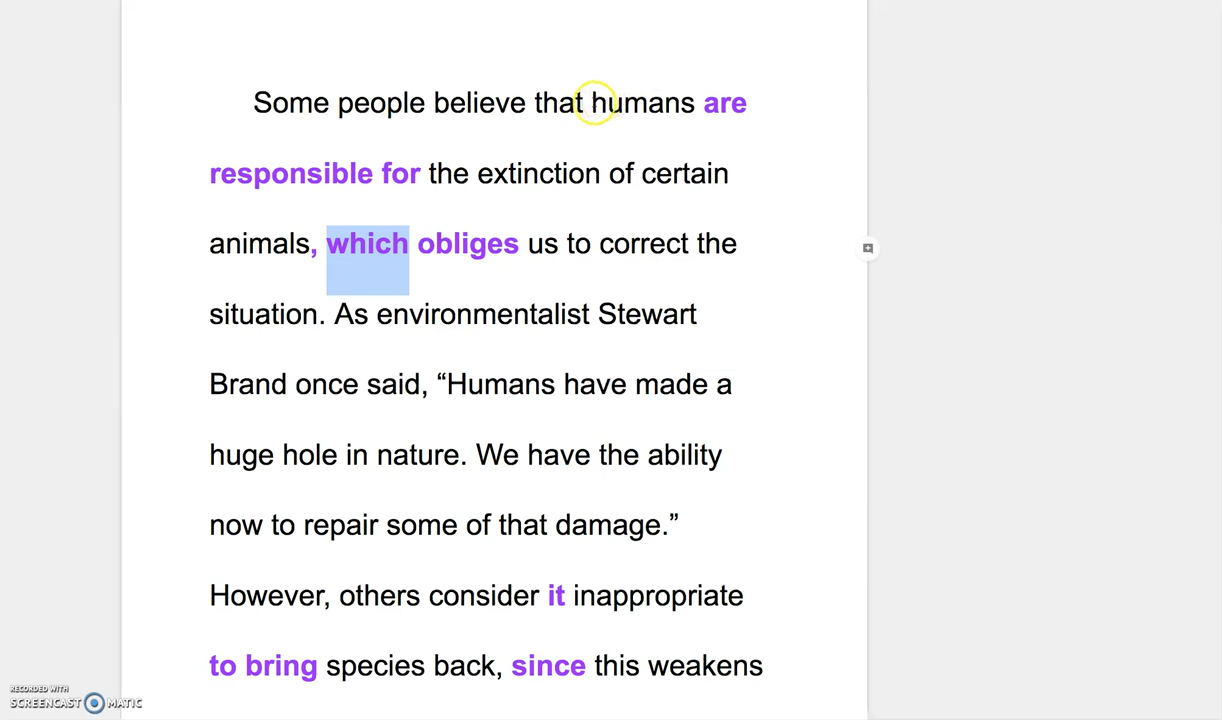 Some people believe that humans are
responsible for the extinction of certain
animals, which obliges us to correct the
situation. As environmentalist Stewart
Brand once said, “Humans have made a
huge hole in nature. We have the ability
now to repair some of that damage.”
However, others consider it inappropriate
to bring species back, since this weakens
RECORDED WITH
SCREENCAST MATIC